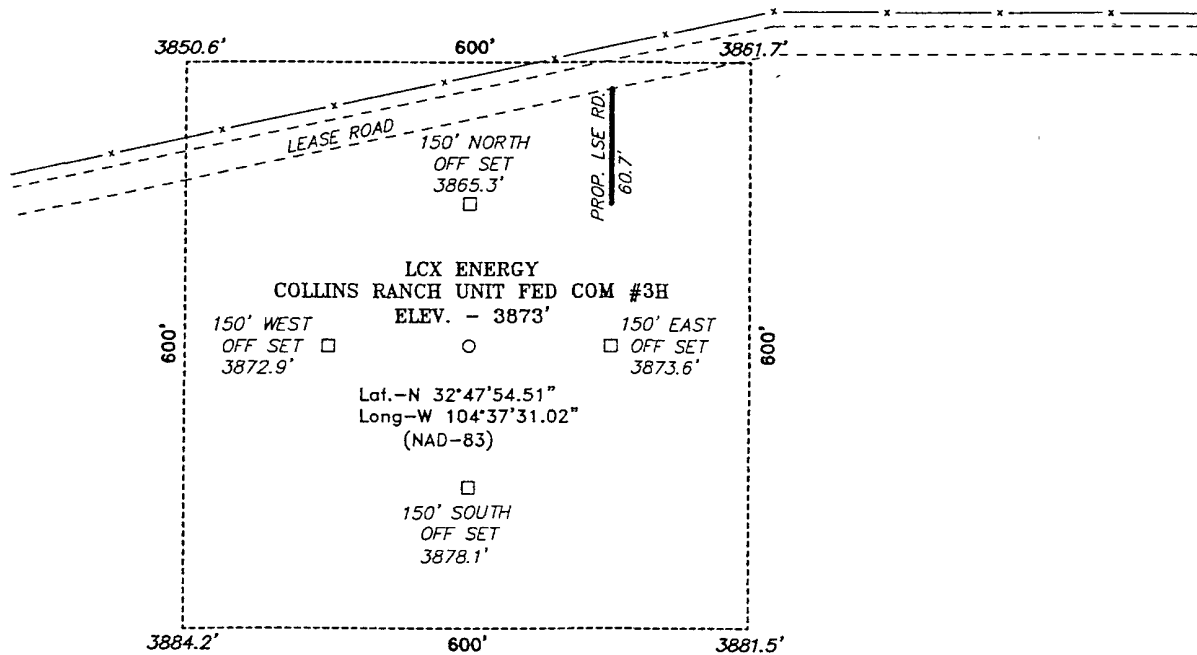 3850.6'
600'
3861.7'
LEASE ROAD
150' NORTH
OFF SET
3865.3'
PROP. LSE RD.
60.7'
LCX ENERGY
COLLINS RANCH UNIT FED COM #3H
ELEV. - 3873'
600'
150' WEST
OFF SET
3872.9'
150' EAST
OFF SET
3873.6'
600'
Lat.-N 32°47'54.51"
Long-W 104°37'31.02"
(NAD-83)
150' SOUTH
OFF SET
3878.1'
3884.2'
600'
3881.5'